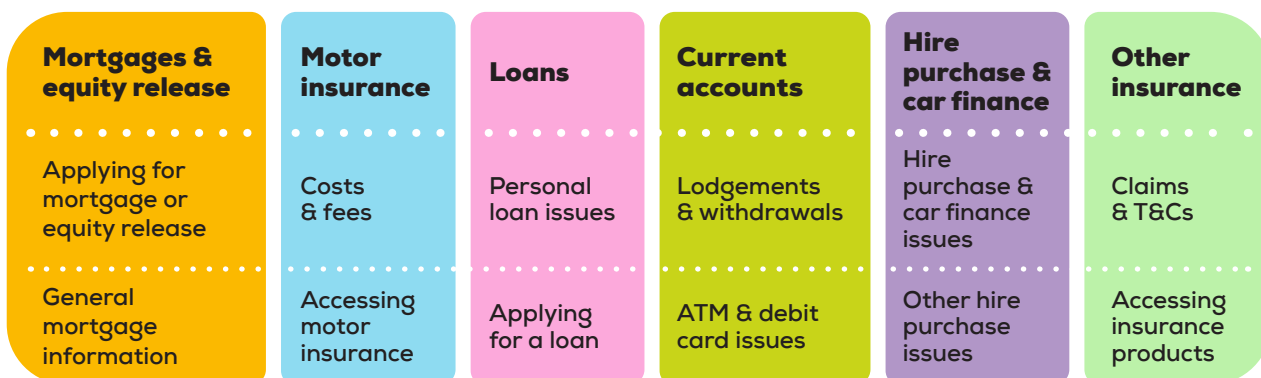 Mortgages &
equity release
Motor
insurance
Loans
Current
accounts
Hire
purchase &
car finance
Other
insurance
Applying for
mortgage or
equity release
Costs
& fees
Personal
loan issues
Lodgements
& withdrawals
Hire
purchase &
car finance
issues
Claims
& T&Cs
General
mortgage
information
Accessing
motor
insurance
Applying
for a loan
ATM & debit
card issues
Other hire
purchase
issues
Accessing
insurance
products